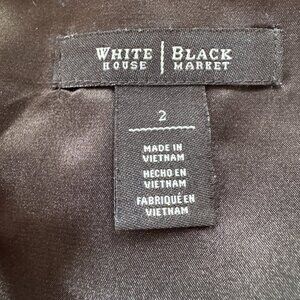 WHITE | BLACK
HOUSE | MARKET
2
MADE IN
VIETNAM
HECHO EN
VIETNAM
FABRIQUÉ EN
VIETNAM